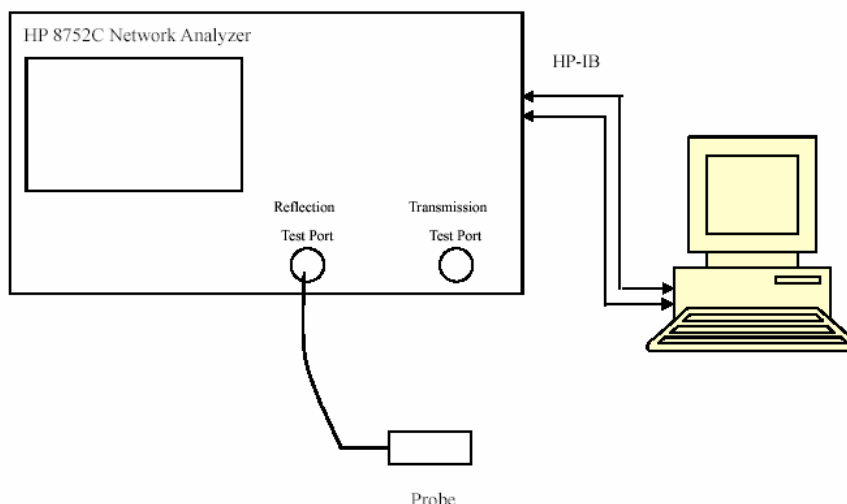 HP 8752C Network Analyzer
HP-IB
Reflection
Test Port
Transmission
Test Port
Probe